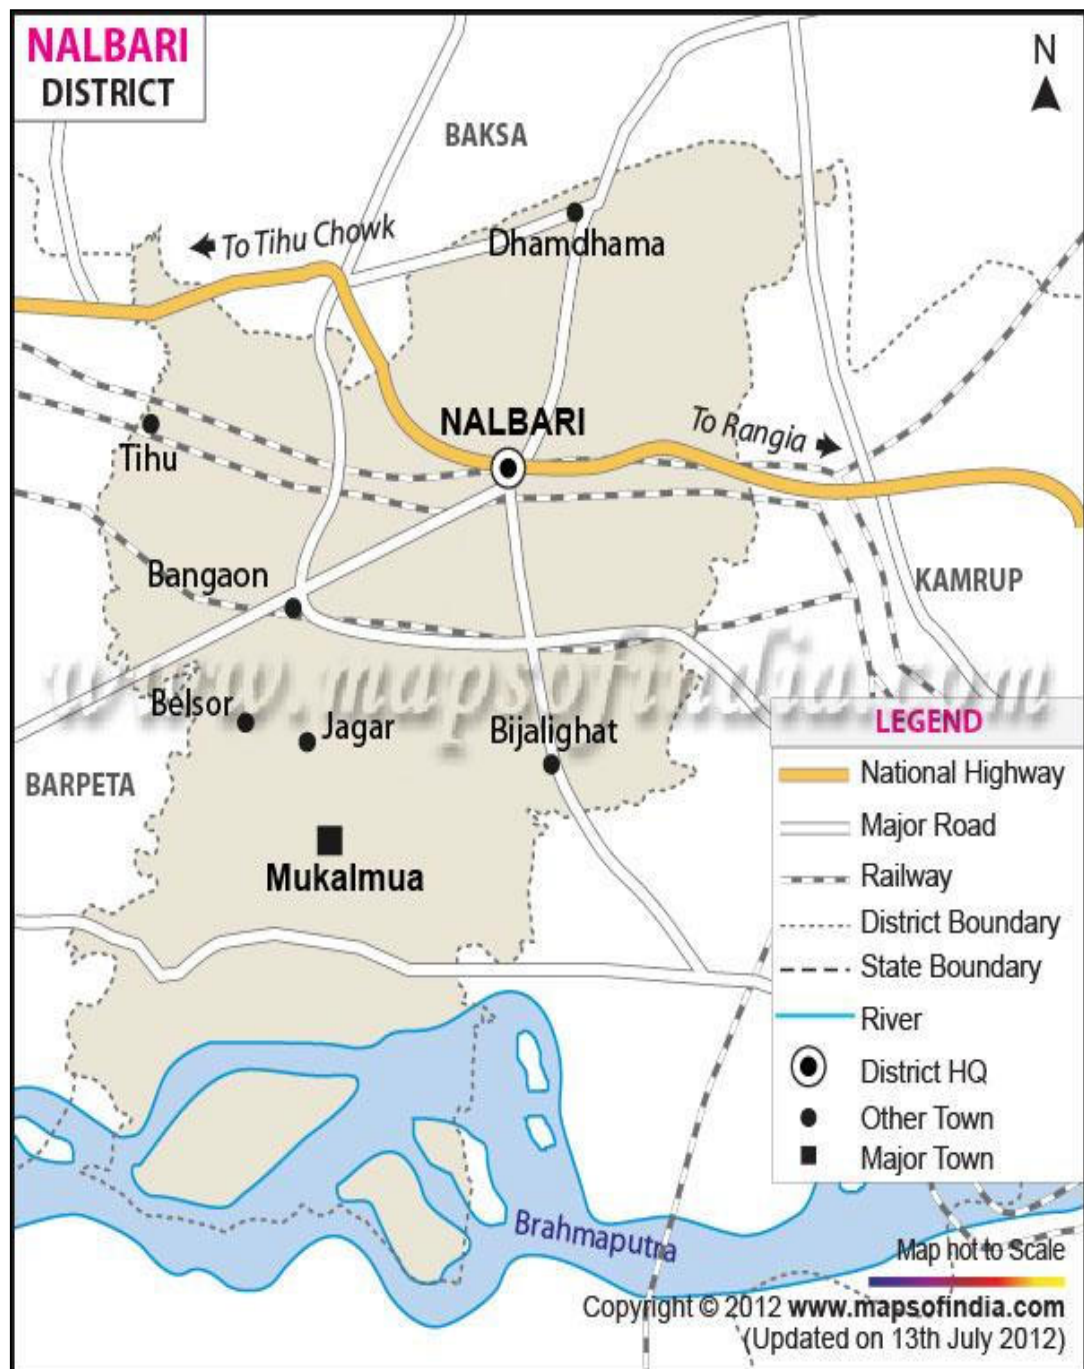 NALBARI
DISTRICT
N
BAKSA
To Tihu Chowk
Dhamdhama
NALBARI
To Rangia
Tihu
Bangaon
KAMRUP
www.mapsofindia.com
Belsor
Jagar
Bijalighat
BARPETA
Mukalmua
LEGEND
National Highway
Major Road
Railway
District Boundary
State Boundary
River
District HQ
Other Town
Major Town
Brahmaputra
Map not to Scale
Copyright © 2012 www.mapsofindia.com
(Updated on 13th July 2012)